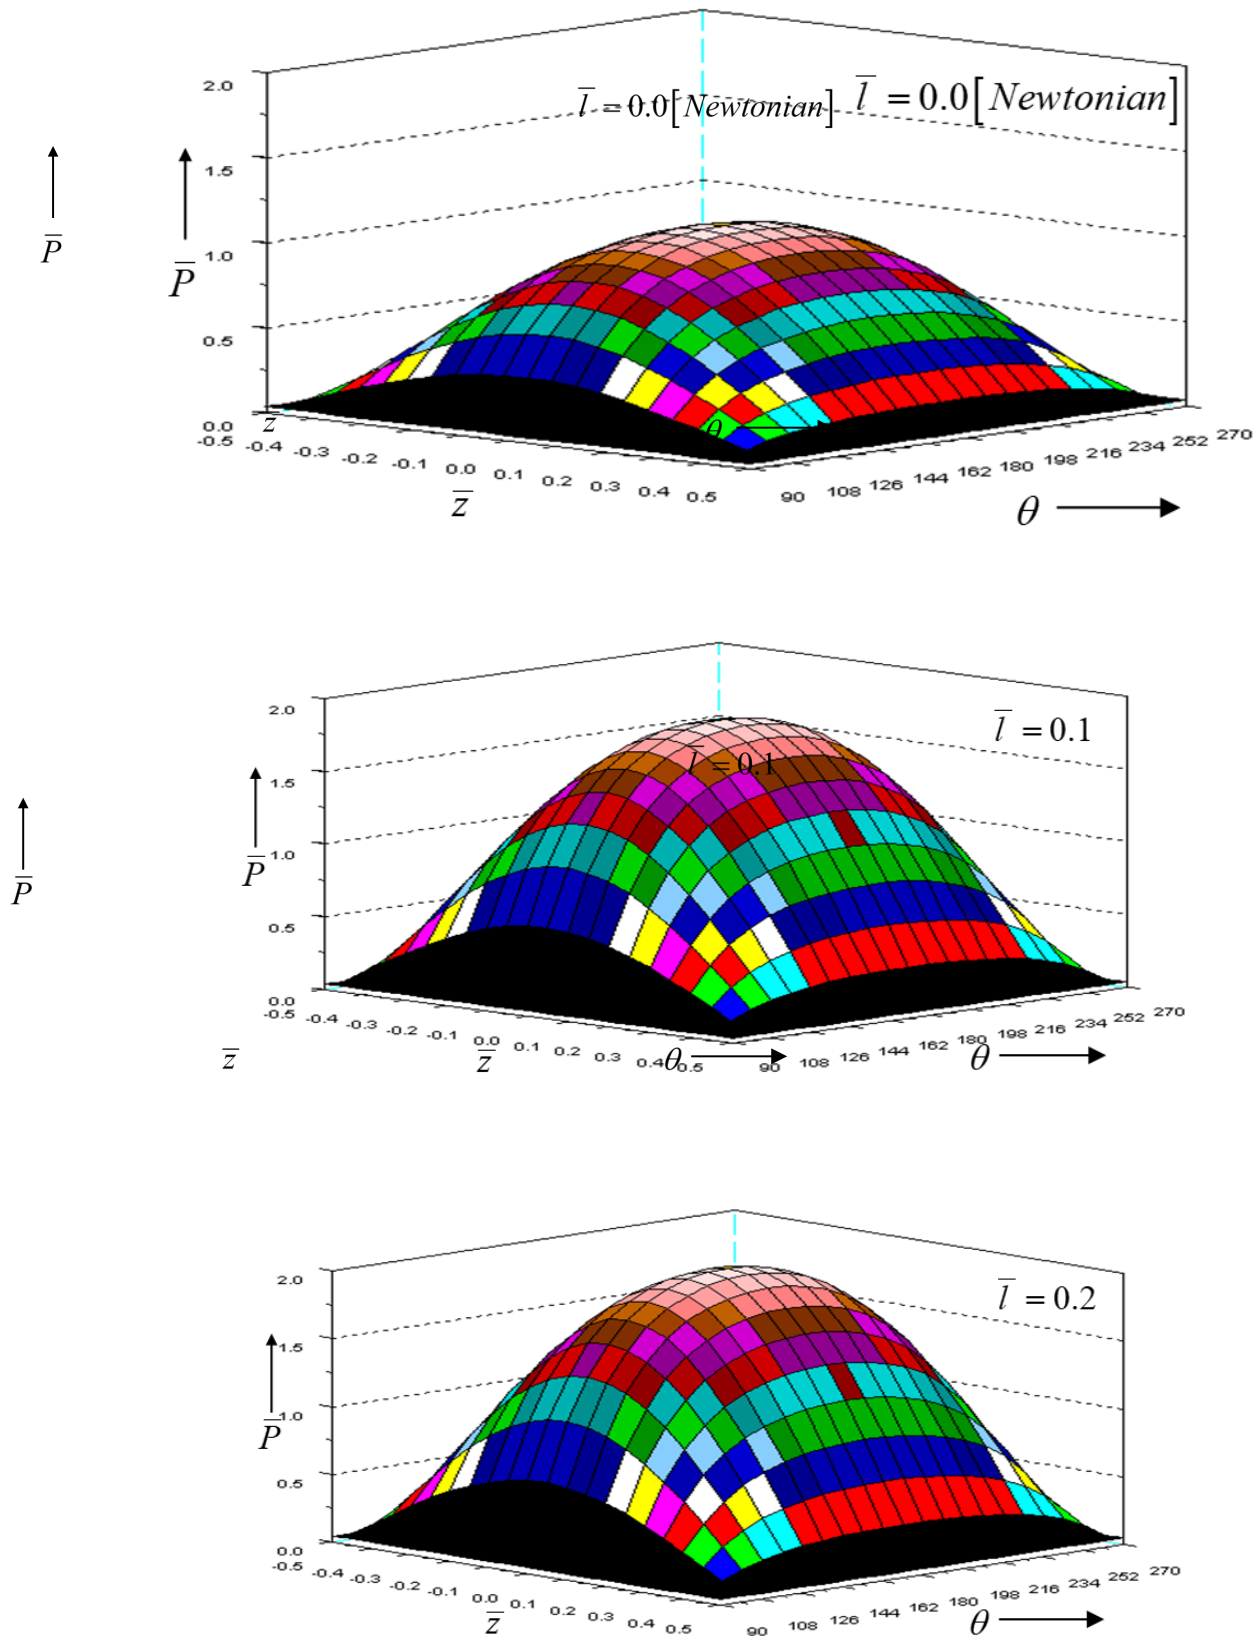 2.0
l̄ = 0.0[Newtonian] l̄ = 0.0[Newtonian]
1.5
P̄ P̄
1.0
0.5
0.0
z θ
-0.5 -0.4 -0.3 -0.2 -0.1 0.0 0.1 0.2 0.3 0.4 0.5
90 108 126 144 162 180 198 216 234 252 270
z̄ θ
2.0
l̄ = 0.1
l̄ = 0.1
1.5
1.0
P̄ P̄
0.5
0.0
-0.5 -0.4 -0.3 -0.2 -0.1 0.0 0.1 0.2 0.3 0.4 0.5
90 108 126 144 162 180 198 216 234 252 270
z̄ z̄ θ θ
2.0
l̄ = 0.2
1.5
1.0
P̄
0.5
0.0
-0.5 -0.4 -0.3 -0.2 -0.1 0.0 0.1 0.2 0.3 0.4 0.5
90 108 126 144 162 180 198 216 234 252 270
z̄ θ